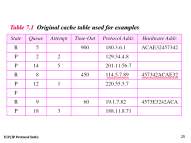 Table 7.1 Original cache table used for examples
State Queue Attempt Time-Out Protocol Addr. Hardware Addr.
R 5 900 180.3.6.1 ACAE32457342
P 2 2 129.34.4.8
P 14 5 201.11.56.7
R 8 450 114.5.7.89 457342ACAE32
P 12 1 220.55.5.7
F
R 9 60 19.1.7.82 4573E3242ACA
P 18 3 188.11.8.71
TCP/IP Protocol Suite 25